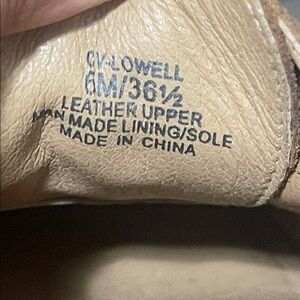 CV-LOWELL
6M/36½
LEATHER UPPER
MAN MADE LINING/SOLE
MADE IN CHINA